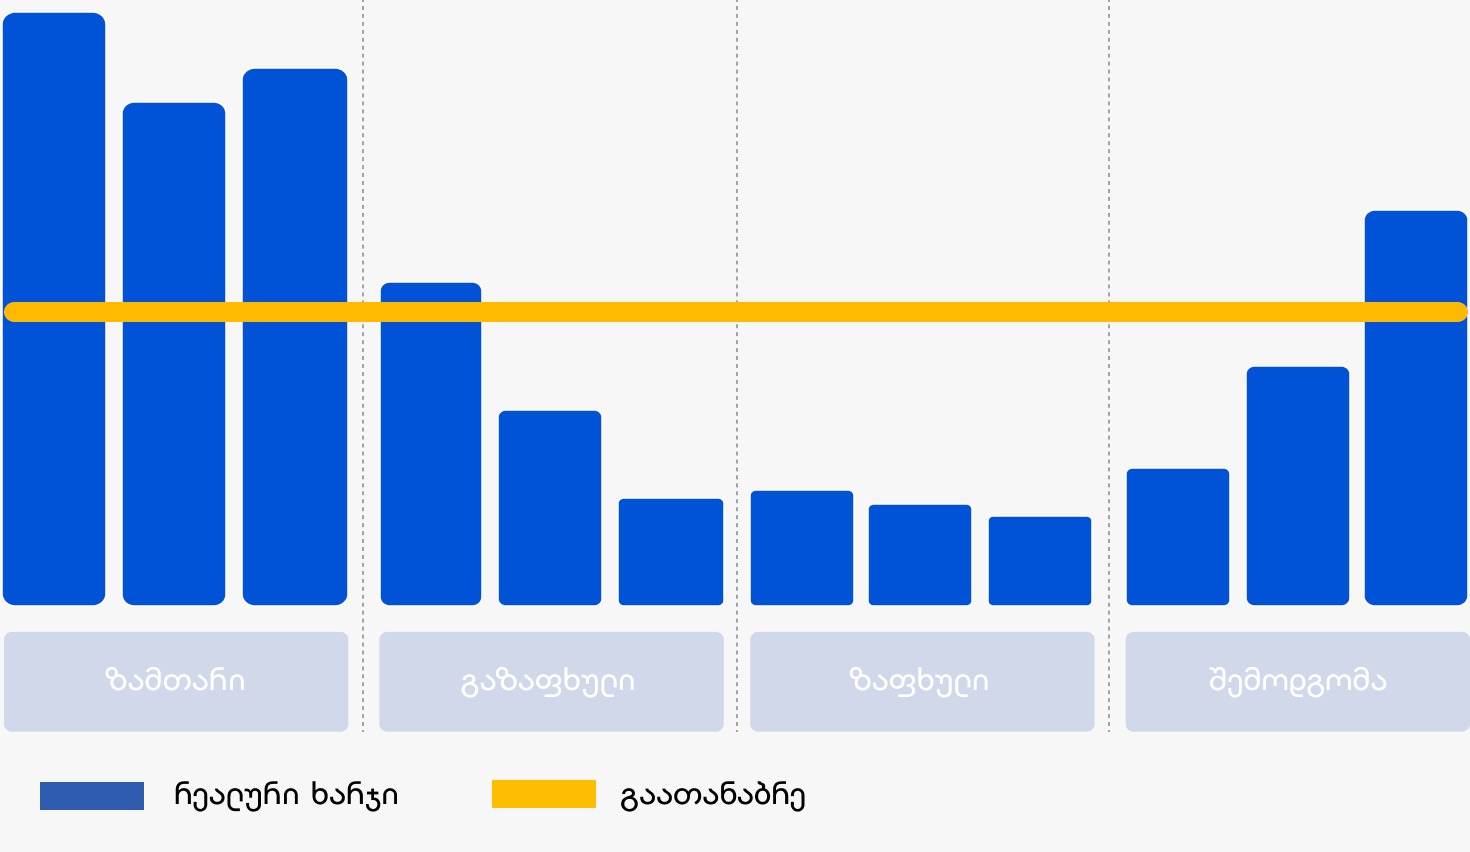 ზამთარი
გაზაფხული
ზაფხული
შემოდგომა
რეალური ხარჯი
გაათანაბრე